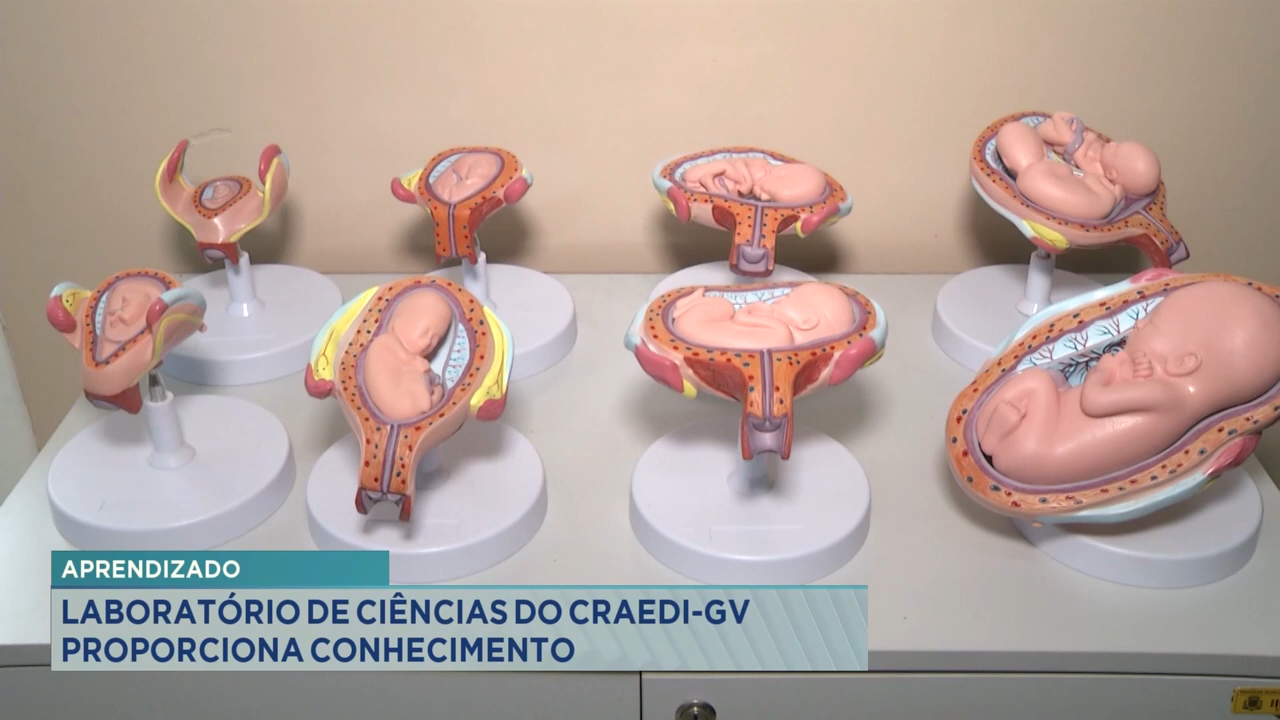 APRENDIZADO
LABORATÓRIO DE CIÊNCIAS DO CRAEDI-GV
PROPORCIONA CONHECIMENTO